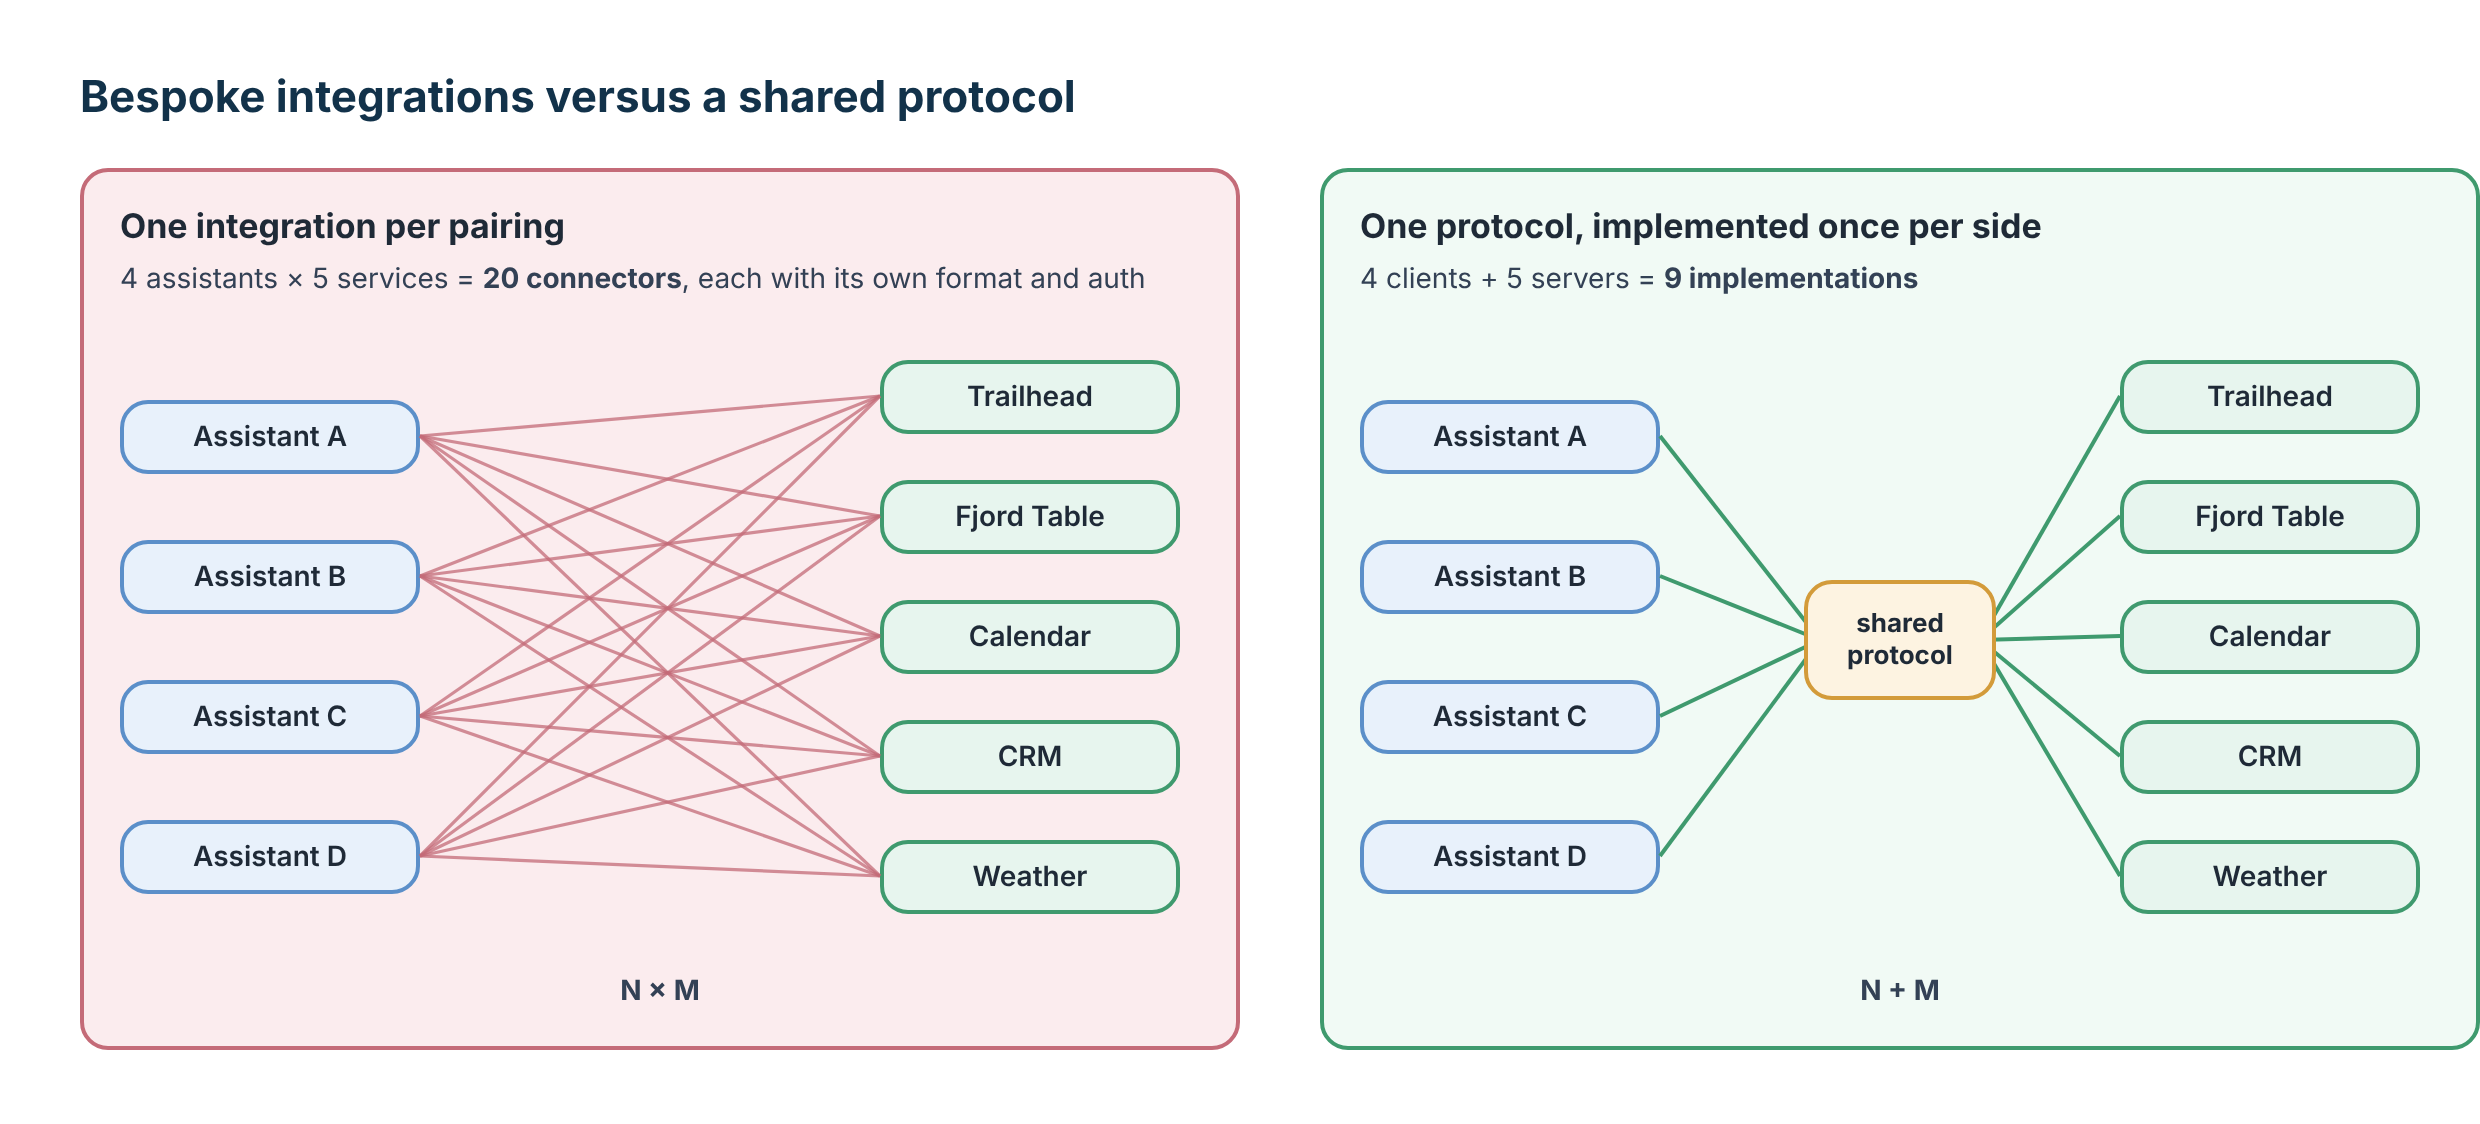 Bespoke integrations versus a shared protocol
One integration per pairing
4 assistants × 5 services = 20 connectors, each with its own format and auth
Assistant A
Assistant B
Assistant C
Assistant D
Trailhead
Fjord Table
Calendar
CRM
Weather
N × M
One protocol, implemented once per side
4 clients + 5 servers = 9 implementations
Assistant A
Assistant B
Assistant C
Assistant D
shared
protocol
Trailhead
Fjord Table
Calendar
CRM
Weather
N + M